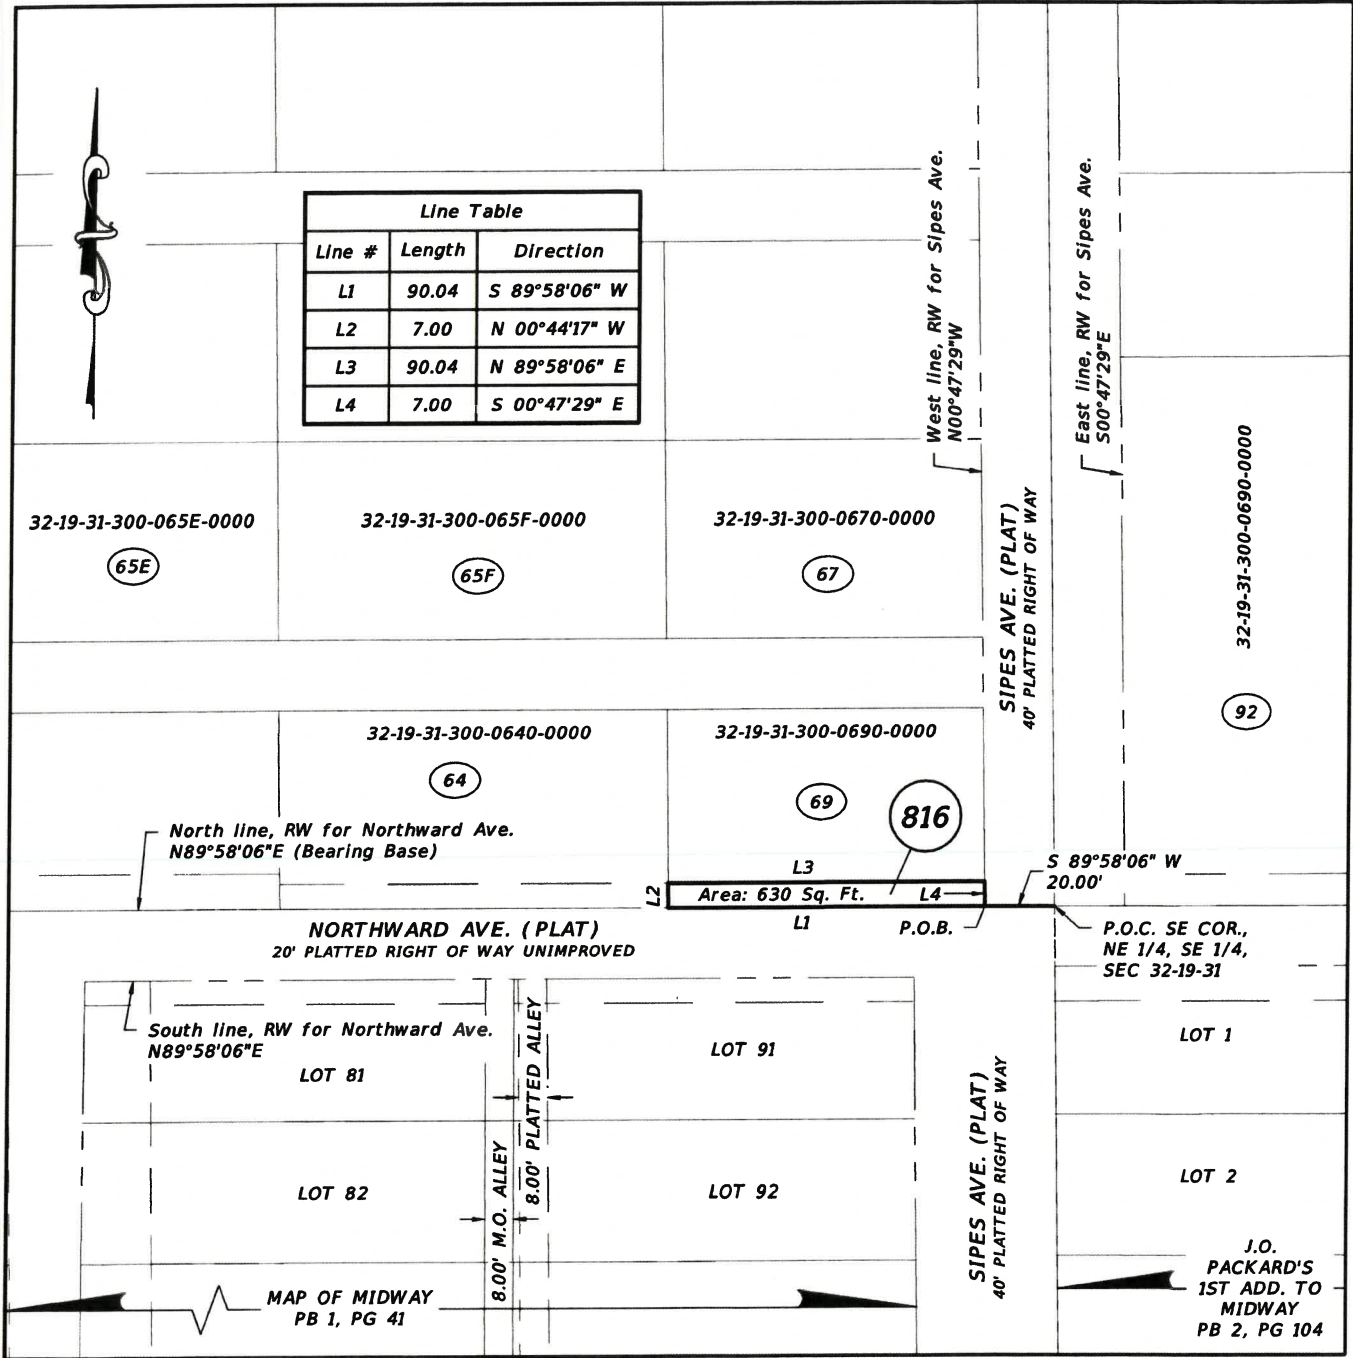 Line Table
Line # Length Direction
L1 90.04 S 89°58'06" W
L2 7.00 N 00°44'17" W
L3 90.04 N 89°58'06" E
L4 7.00 S 00°47'29" E
West line, RW for Sipes Ave.
N00°47'29"W
East line, RW for Sipes Ave.
S00°47'29"E
32-19-31-300-065E-0000
65E
32-19-31-300-065F-0000
65F
32-19-31-300-0670-0000
67
SIPES AVE. (PLAT)
40' PLATTED RIGHT OF WAY
32-19-31-300-0690-0000
92
32-19-31-300-0640-0000
64
32-19-31-300-0690-0000
69
816
North line, RW for Northward Ave.
N89°58'06"E (Bearing Base)
L3
L2
Area: 630 Sq. Ft.
L4
L1
P.O.B.
S 89°58'06" W
20.00'
P.O.C. SE COR.,
NE 1/4, SE 1/4,
SEC 32-19-31
NORTHWARD AVE. (PLAT)
20' PLATTED RIGHT OF WAY UNIMPROVED
South line, RW for Northward Ave.
N89°58'06"E
LOT 81
LOT 82
8.00' M.O. ALLEY
8.00' PLATTED ALLEY
LOT 91
LOT 92
SIPES AVE. (PLAT)
40' PLATTED RIGHT OF WAY
LOT 1
LOT 2
MAP OF MIDWAY
PB 1, PG 41
J.O.
PACKARD'S
1ST ADD. TO
MIDWAY
PB 2, PG 104